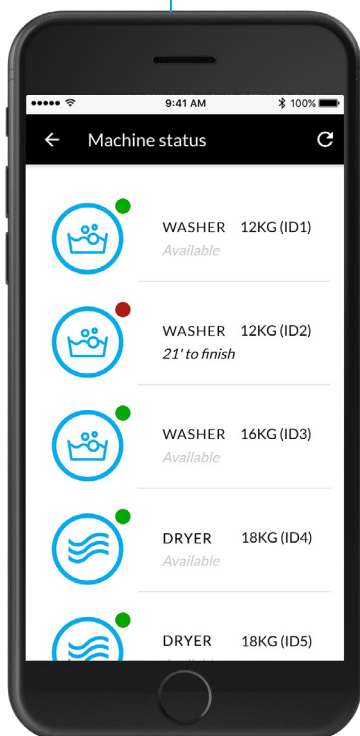 9:41 AM 100%
Machine status
WASHER 12KG (ID1)
Available
WASHER 12KG (ID2)
21' to finish
WASHER 16KG (ID3)
Available
DRYER 18KG (ID4)
Available
DRYER 18KG (ID5)